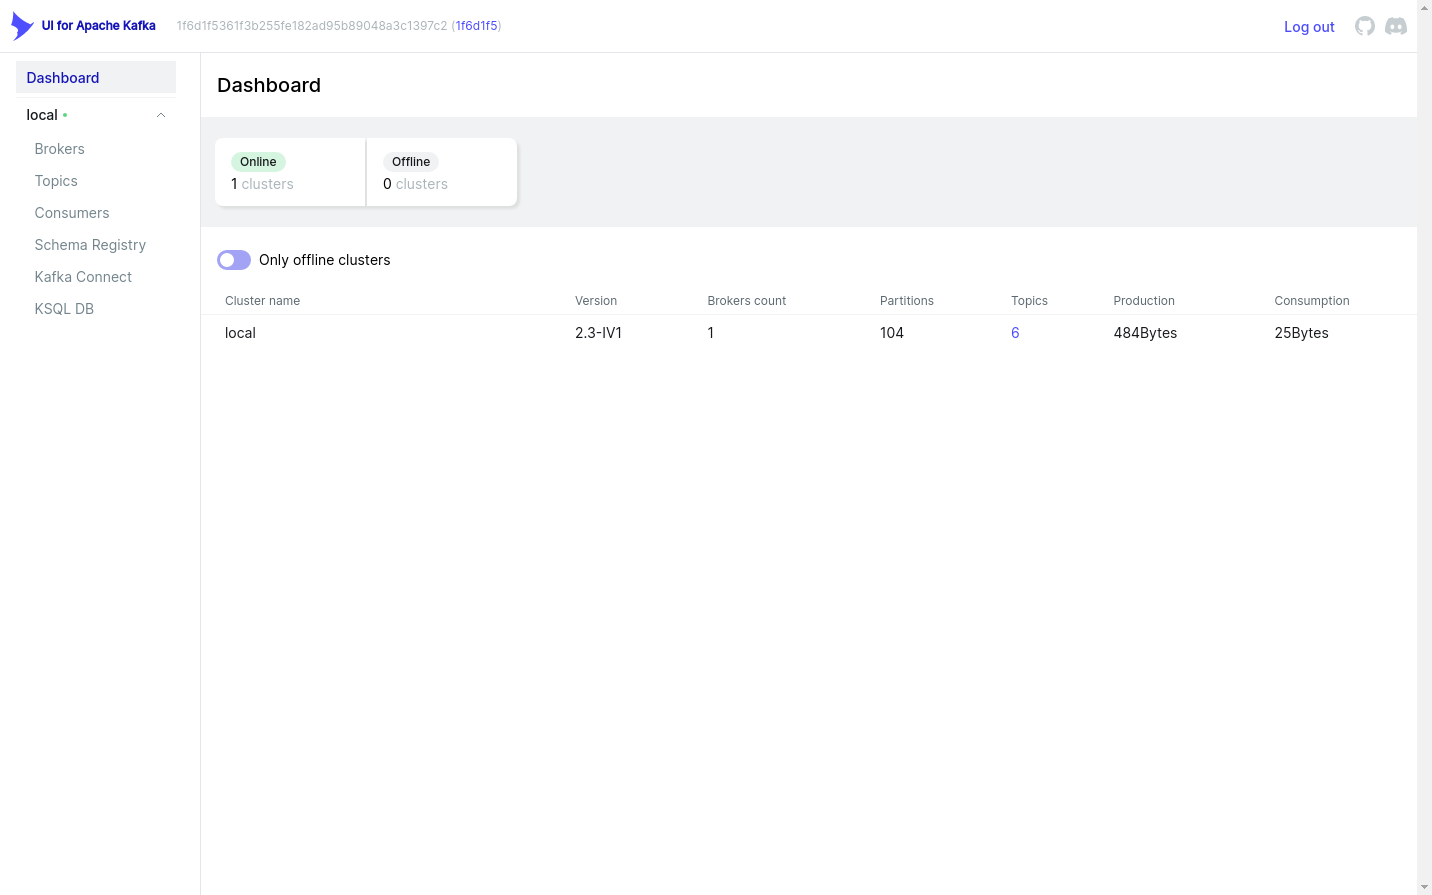 UI for Apache Kafka 1f6d1f5361f3b255fe182ad95b89048a3c1397c2 (1f6d1f5) Log out
Dashboard
local
Brokers
Topics
Consumers
Schema Registry
Kafka Connect
KSQL DB
Dashboard
Online Offline
1 clusters 0 clusters
Only offline clusters
Cluster name Version Brokers count Partitions Topics Production Consumption
local 2.3-IV1 1 104 6 484Bytes 25Bytes